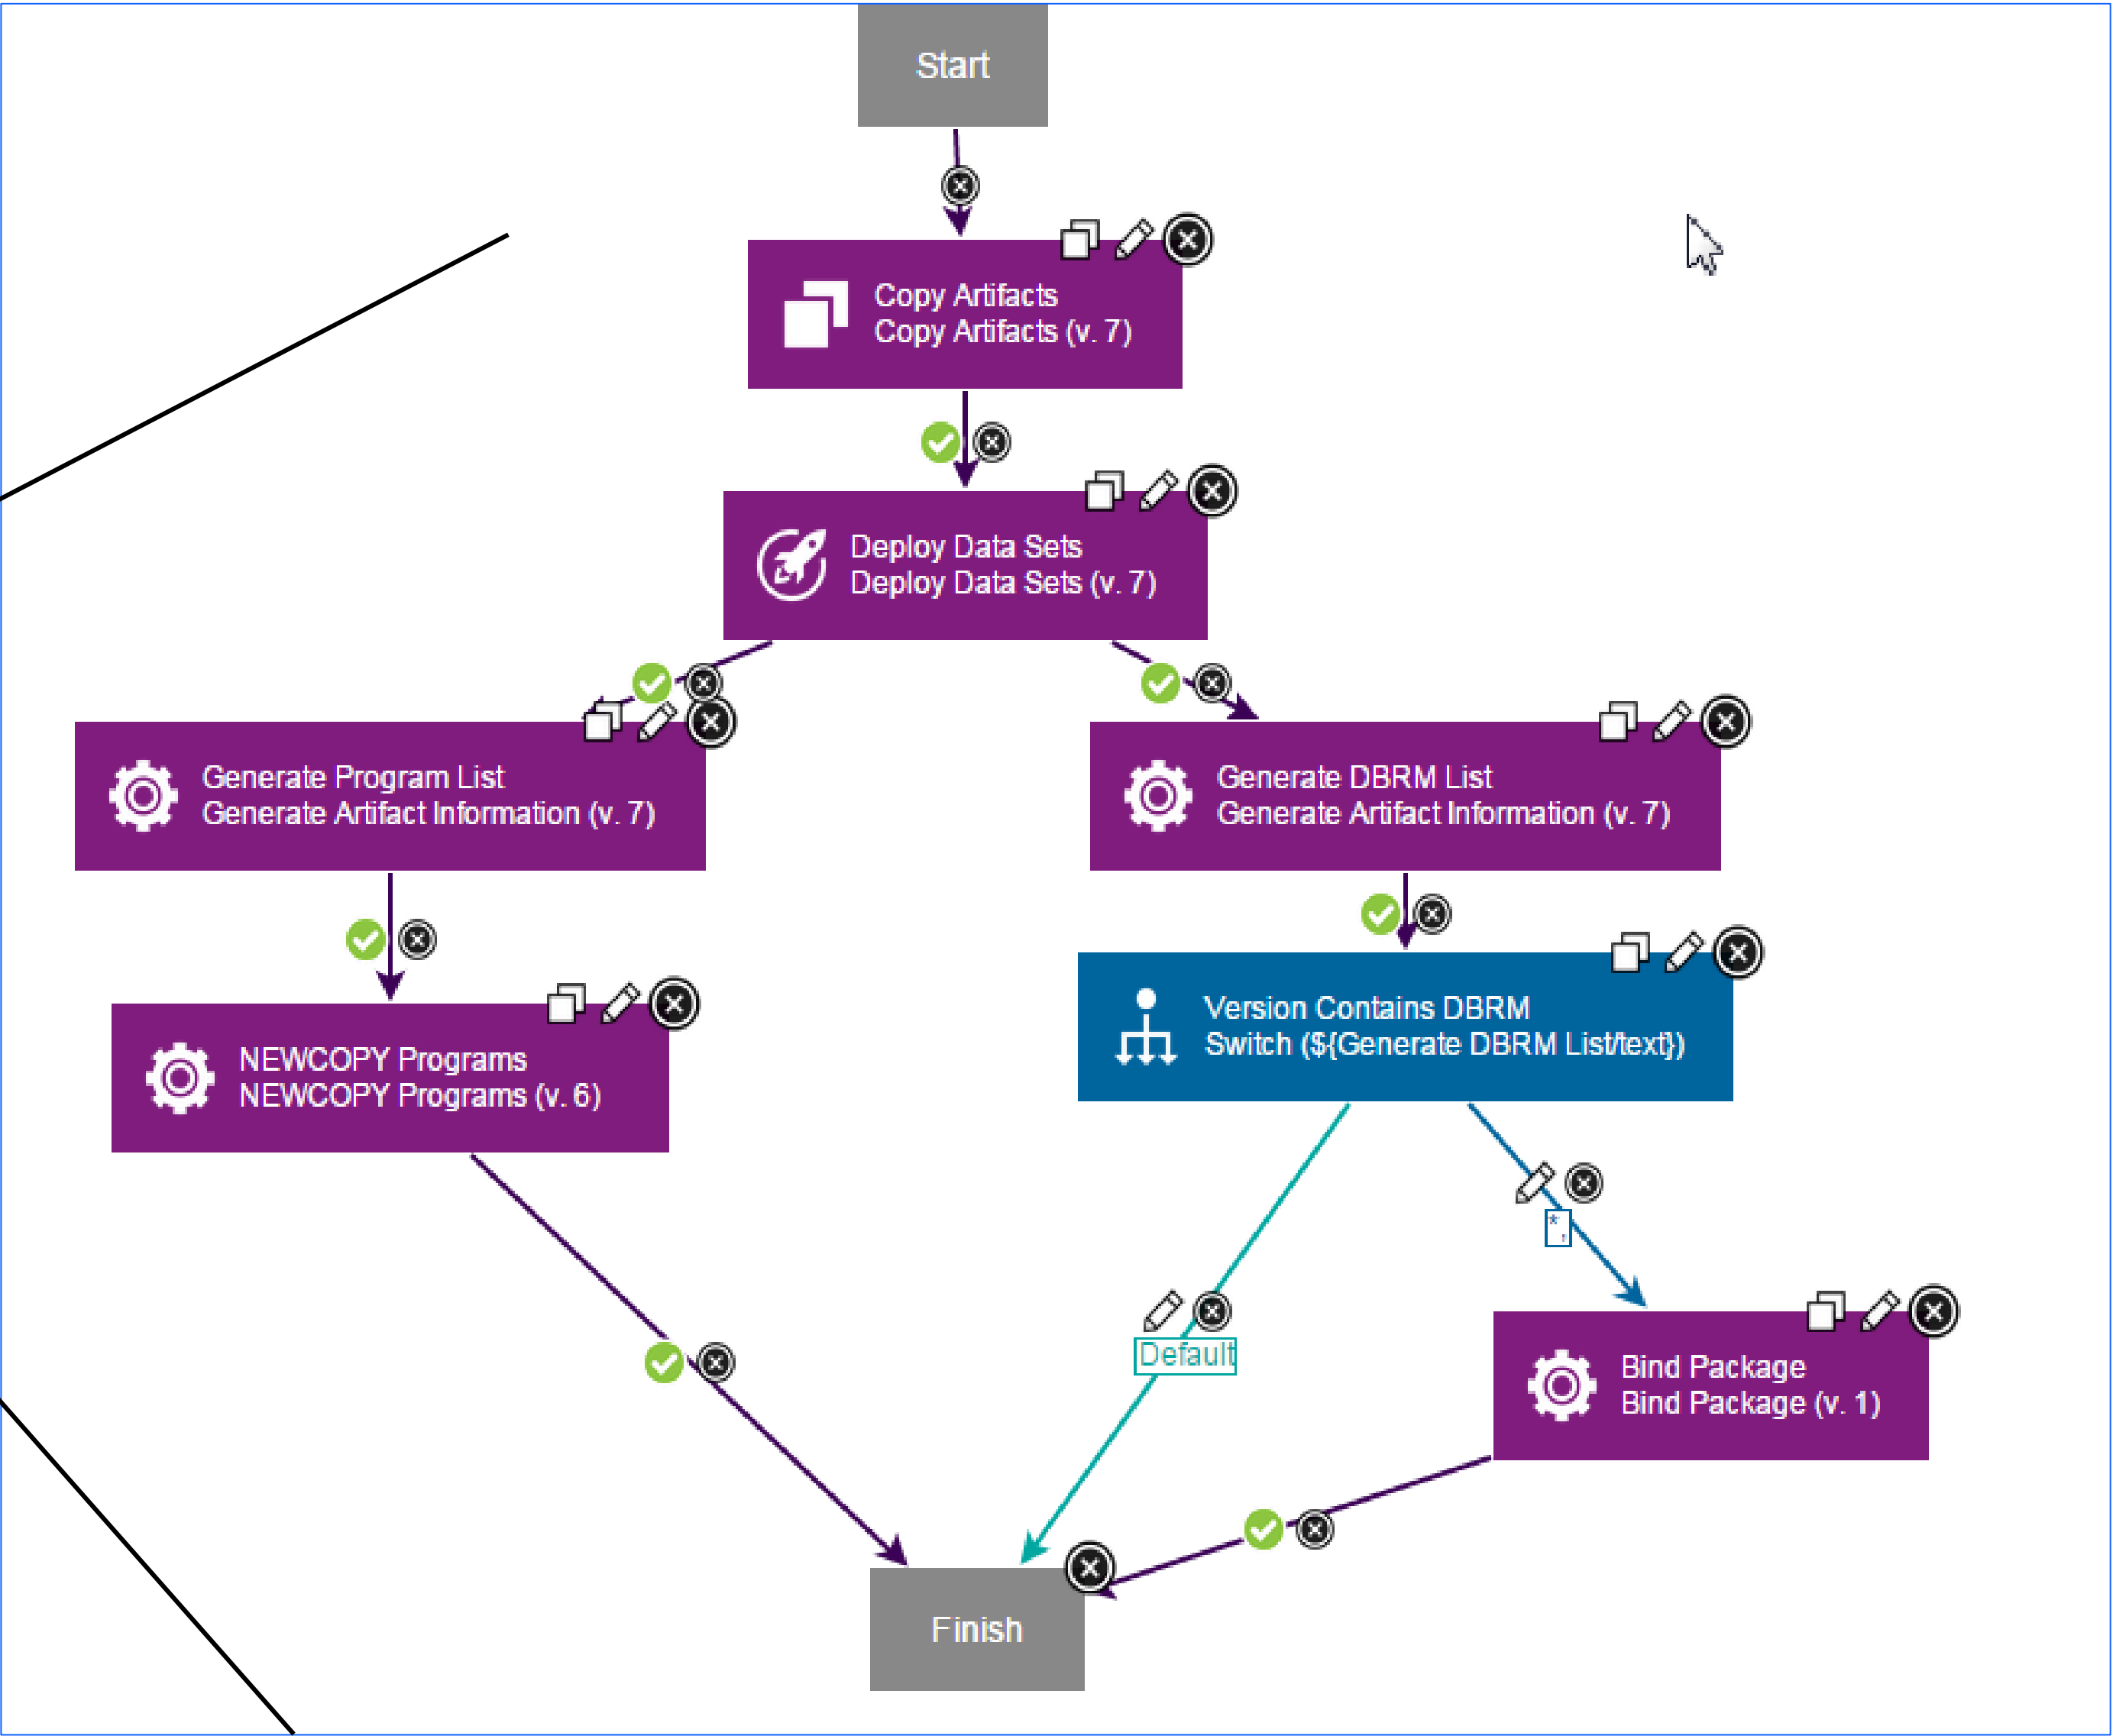 Start
Copy Artifacts
Copy Artifacts (v. 7)
Deploy Data Sets
Deploy Data Sets (v. 7)
Generate Program List
Generate Artifact Information (v. 7)
Generate DBRM List
Generate Artifact Information (v. 7)
NEWCOPY Programs
NEWCOPY Programs (v. 6)
Version Contains DBRM
Switch (${Generate DBRM List/text})
*,
Default
Bind Package
Bind Package (v. 1)
Finish